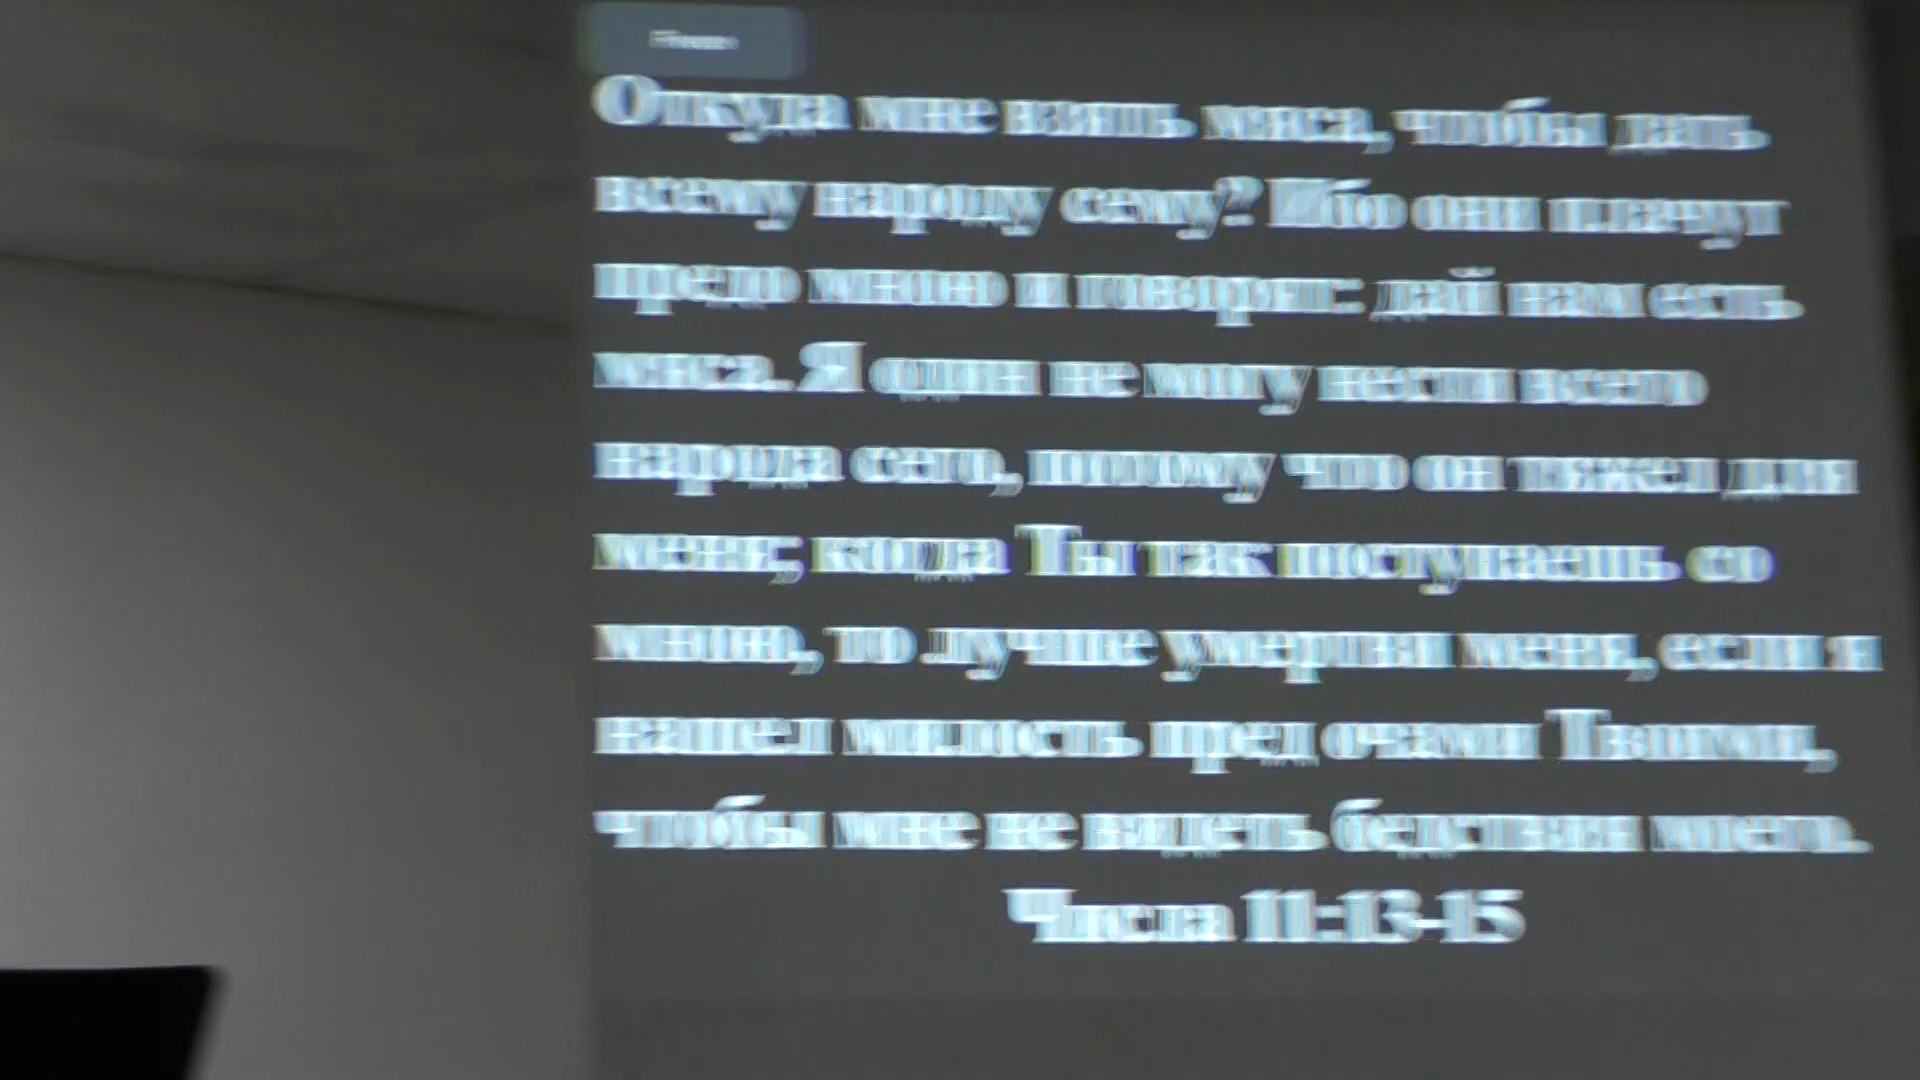 Откуда мне взять мяса, чтобы дать
всему народу сему? Ибо они плачут
предо мною и говорят: дай нам есть
мяса. Я один не могу нести всего
народа сего, потому что он тяжел для
меня; когда Ты так поступаешь со
мною, то лучше умертви меня, если я
нашел милость пред очами Твоими,
чтобы мне не видеть бедствия моего.
Числа 11:13-15